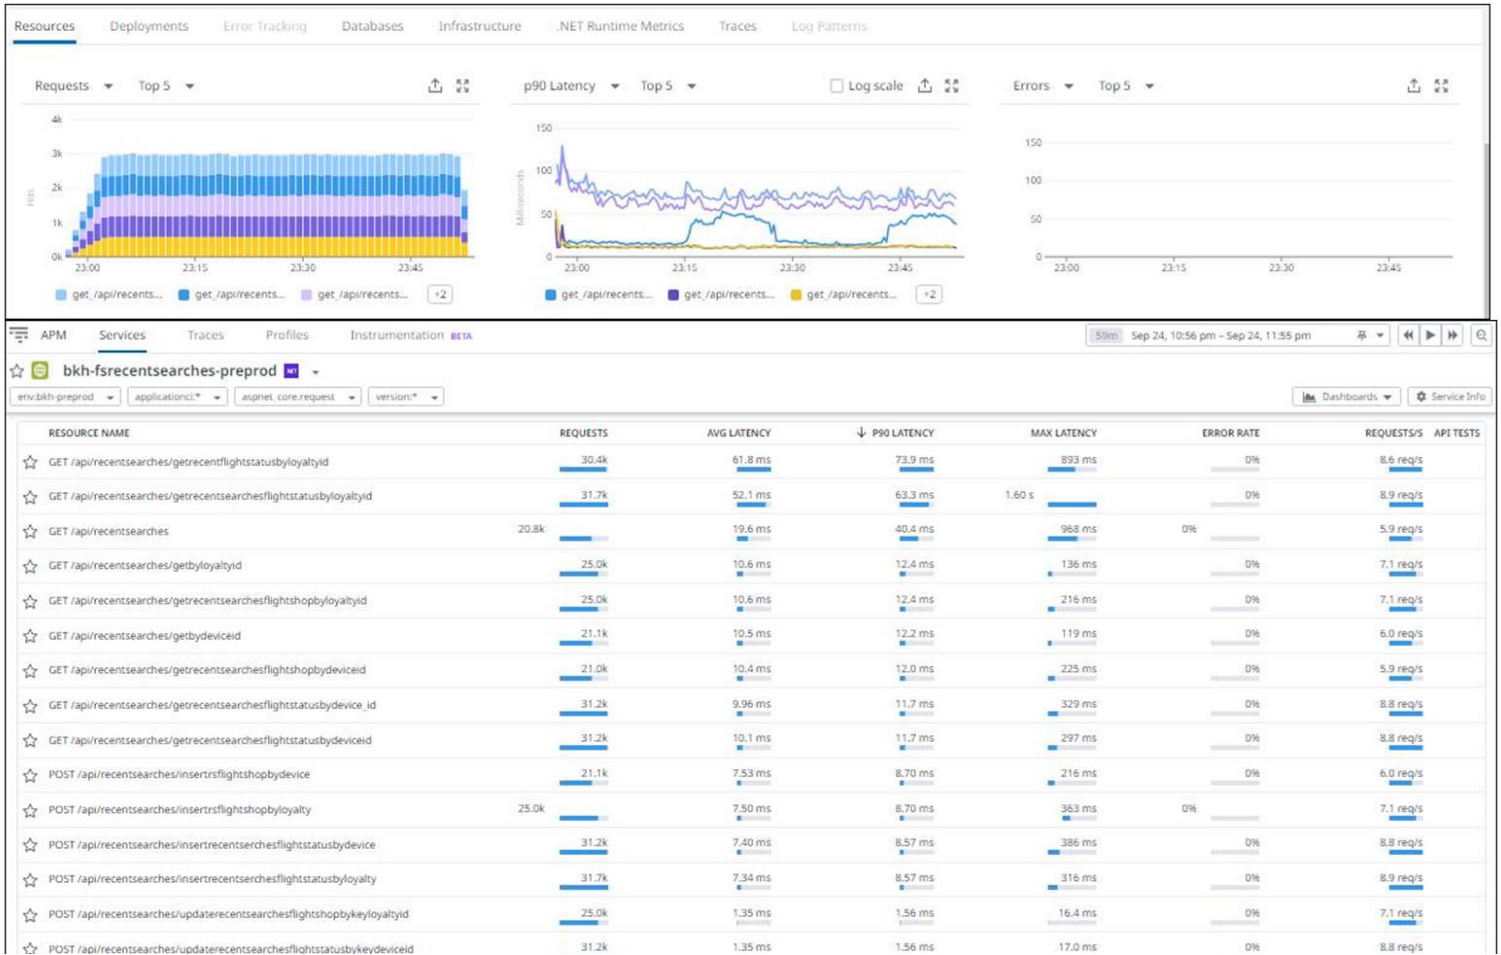 Resources Deployments Error Tracking Databases Infrastructure .NET Runtime Metrics Traces Log Patterns
Requests Top 5 p90 Latency Top 5 Log scale Errors Top 5
4k
3k
2k
1k
0k
Hits
23:00 23:15 23:30 23:45
get_/api/recents... get_/api/recents... get_/api/recents... +2
150
100
50
0
Milliseconds
23:00 23:15 23:30 23:45
get_/api/recents... get_/api/recents... get_/api/recents... +2
150
100
50
0
23:00 23:15 23:30 23:45
APM Services Traces Profiles Instrumentation BETA 59m Sep 24, 10:56 pm – Sep 24, 11:55 pm
bkh-fsrecentsearches-preprod .NET
env:bkh-preprod applicationci:* aspnet_core.request version:* Dashboards Service Info
RESOURCE NAME REQUESTS AVG LATENCY P90 LATENCY MAX LATENCY ERROR RATE REQUESTS/S API TESTS
GET /api/recentsearches/getrecentflightstatusbyloyaltyid 30.4k 61.8 ms 73.9 ms 893 ms 0% 8.6 req/s
GET /api/recentsearches/getrecentsearchesflightstatusbyloyaltyid 31.7k 52.1 ms 63.3 ms 1.60 s 0% 8.9 req/s
GET /api/recentsearches 20.8k 19.6 ms 40.4 ms 968 ms 0% 5.9 req/s
GET /api/recentsearches/getbyloyaltyid 25.0k 10.6 ms 12.4 ms 136 ms 0% 7.1 req/s
GET /api/recentsearches/getrecentsearchesflightshopbyloyaltyid 25.0k 10.6 ms 12.4 ms 216 ms 0% 7.1 req/s
GET /api/recentsearches/getbydeviceid 21.1k 10.5 ms 12.2 ms 119 ms 0% 6.0 req/s
GET /api/recentsearches/getrecentsearchesflightshopbydeviceid 21.0k 10.4 ms 12.0 ms 225 ms 0% 5.9 req/s
GET /api/recentsearches/getrecentsearchesflightstatusbydevice_id 31.2k 9.96 ms 11.7 ms 329 ms 0% 8.8 req/s
GET /api/recentsearches/getrecentsearchesflightstatusbydeviceid 31.2k 10.1 ms 11.7 ms 297 ms 0% 8.8 req/s
POST /api/recentsearches/insertrsflightshopbydevice 21.1k 7.53 ms 8.70 ms 216 ms 0% 6.0 req/s
POST /api/recentsearches/insertrsflightshopbyloyalty 25.0k 7.50 ms 8.70 ms 363 ms 0% 7.1 req/s
POST /api/recentsearches/insertrecentserchesflightstatusbydevice 31.2k 7.40 ms 8.57 ms 386 ms 0% 8.8 req/s
POST /api/recentsearches/insertrecentserchesflightstatusbyloyalty 31.7k 7.34 ms 8.57 ms 316 ms 0% 8.9 req/s
POST /api/recentsearches/updaterecentsearchesflightshopbykeyloyaltyid 25.0k 1.35 ms 1.56 ms 16.4 ms 0% 7.1 req/s
POST /api/recentsearches/updaterecentsearchesflightstatusbykeydeviceid 31.2k 1.35 ms 1.56 ms 17.0 ms 0% 8.8 req/s